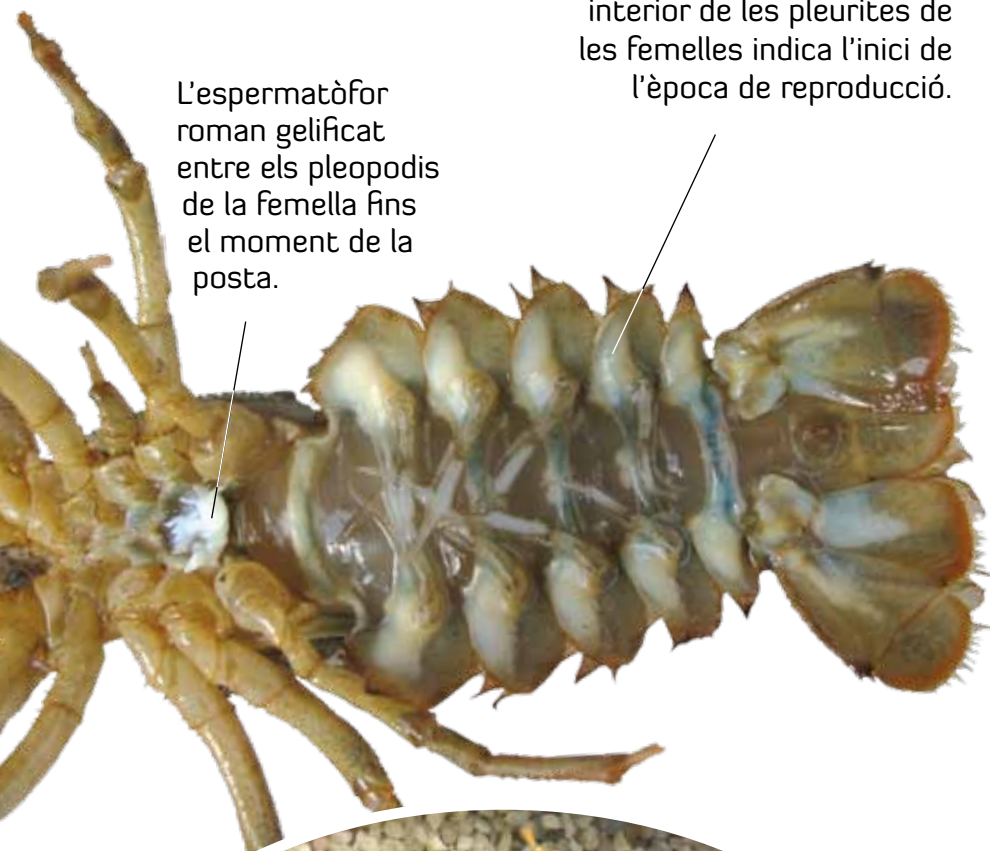 interior de les pleurites de
les femelles indica l'inici de
l'època de reproducció.
L'espermatòfor
roman gelificat
entre els pleopodis
de la femella fins
el moment de la
posta.